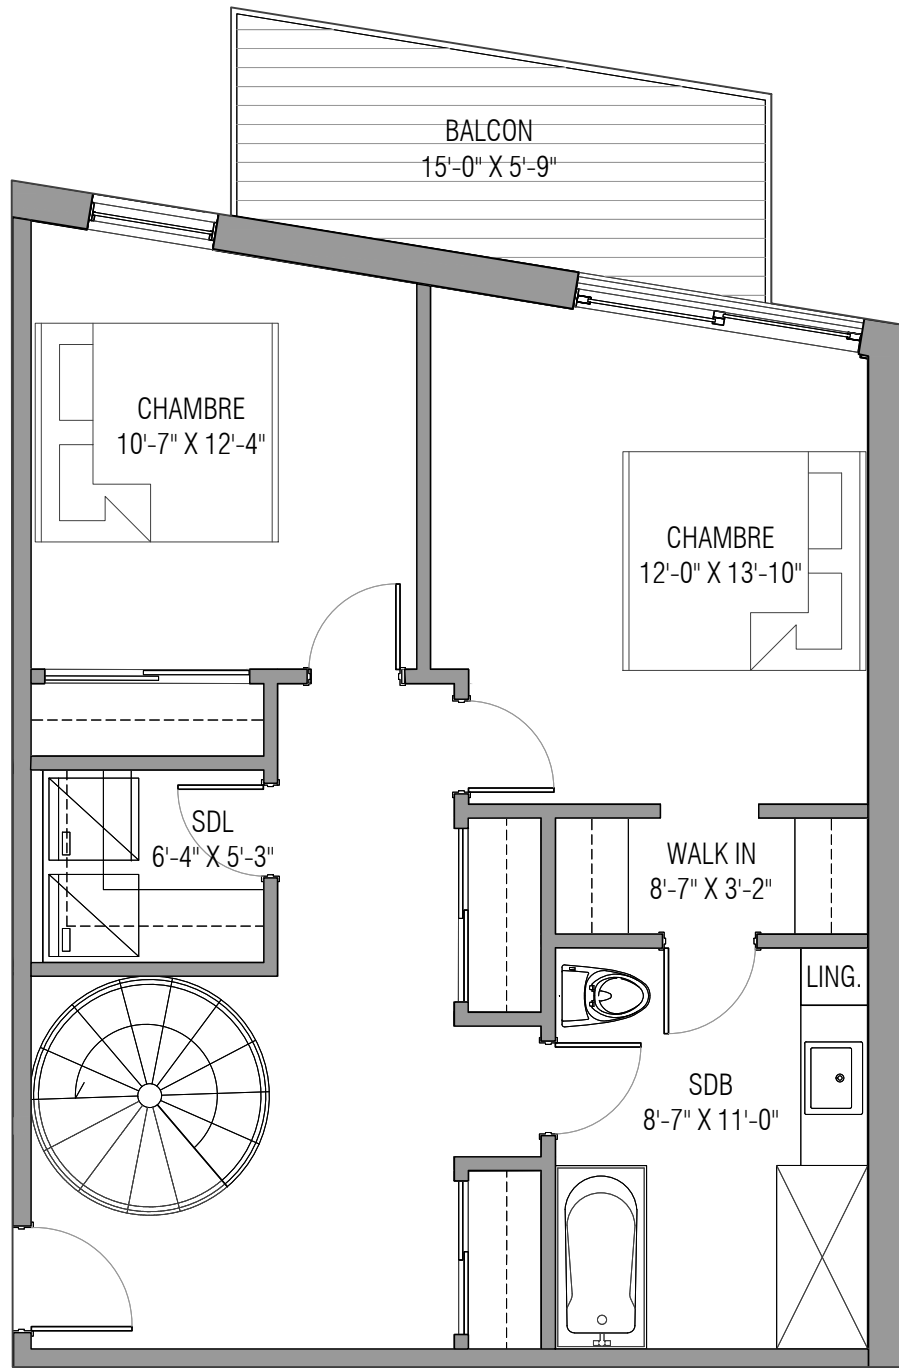 BALCON
15'-0" X 5'-9"
CHAMBRE
10'-7" X 12'-4"
CHAMBRE
12'-0" X 13'-10"
SDL
6'-4" X 5'-3"
WALK IN
8'-7" X 3'-2"
LING.
SDB
8'-7" X 11'-0"